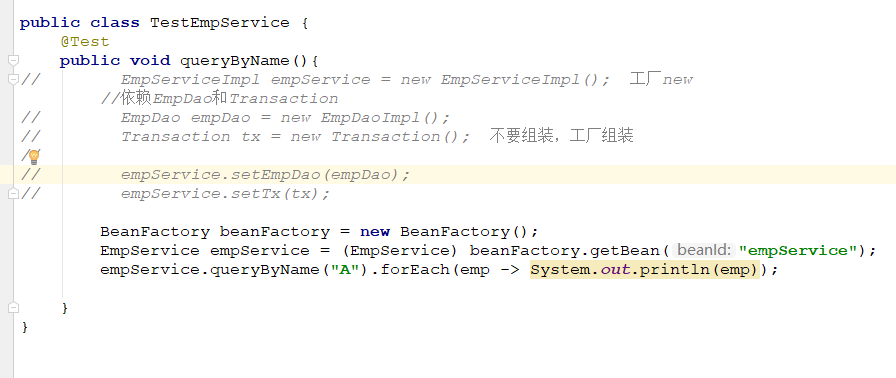 public class TestEmpService {
    @Test
    public void queryByName(){
//        EmpServiceImpl empService = new EmpServiceImpl();  工厂new
        //依赖EmpDao和Transaction
//        EmpDao empDao = new EmpDaoImpl();
//        Transaction tx = new Transaction();  不要组装，工厂组装
//
//        empService.setEmpDao(empDao);
//        empService.setTx(tx);
        BeanFactory beanFactory = new BeanFactory();
        EmpService empService = (EmpService) beanFactory.getBean( beanId: "empService");
        empService.queryByName("A").forEach(emp -> System.out.println(emp));
    }
}